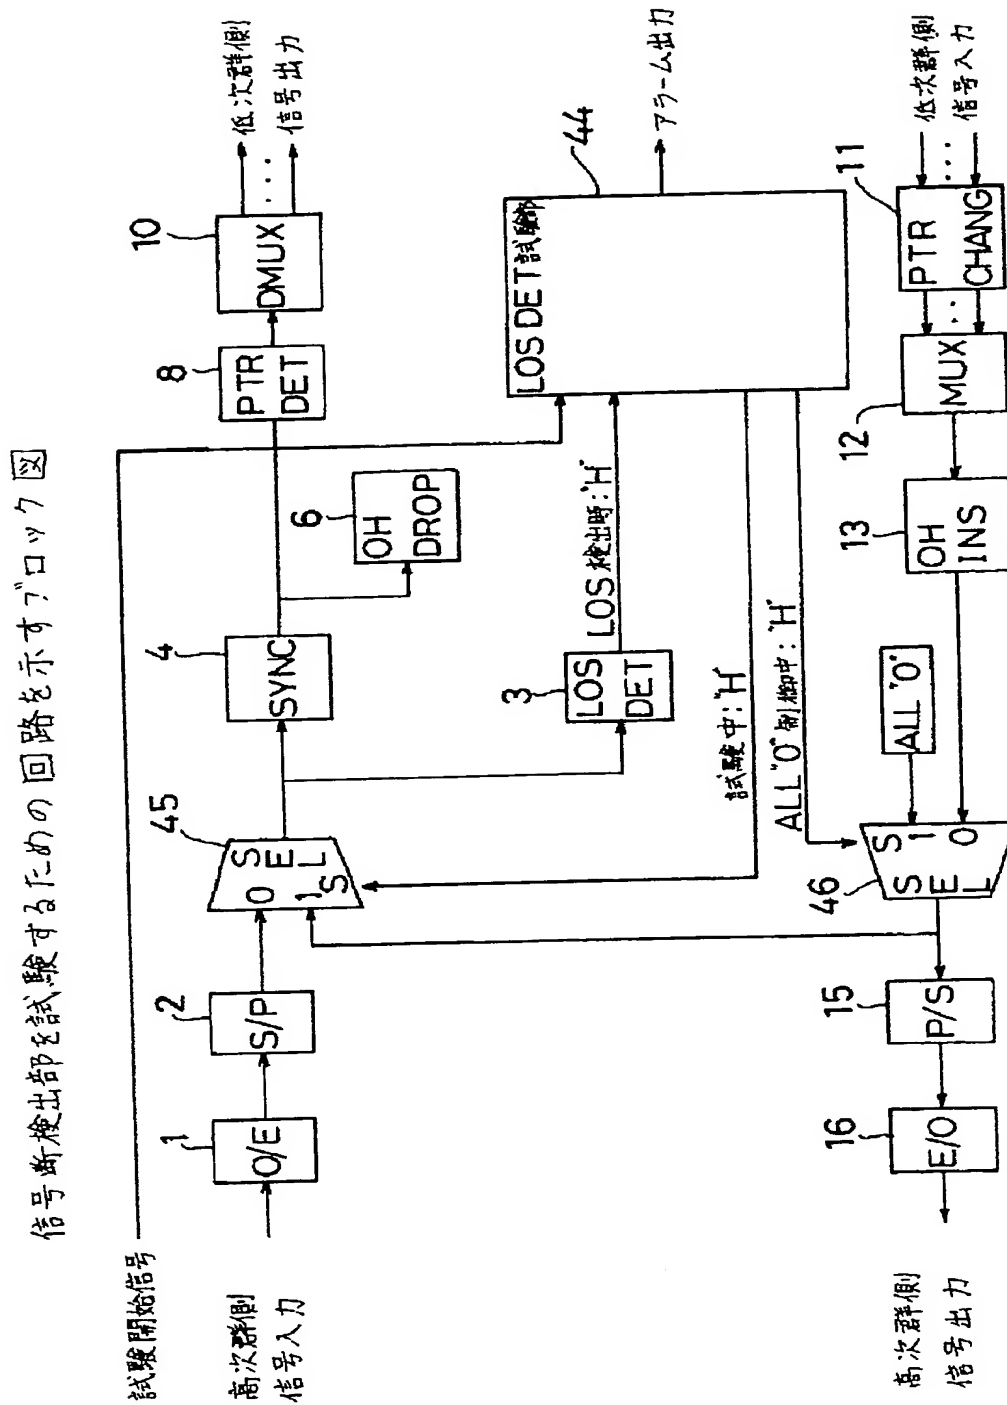 信号断検出部を試験するための回路を示すブロック図
試験開始信号
高次群側
信号入力
1
O/E
2
S/P
45
0
1
S
SEL
4
SYNC
6
OH
DROP
8
PTR
DET
10
DMUX
低次群側
信号出力
3
LOS
DET
LOS検出時:"H"
44
LOS DET試験部
アラーム出力
試験中:"H"
ALL"0"制御中:"H"
高次群側
信号出力
16
E/O
15
P/S
46
SEL
S
1
0
ALL"0"
13
OH
INS
12
MUX
11
PTR
CHANG
低次群側
信号入力